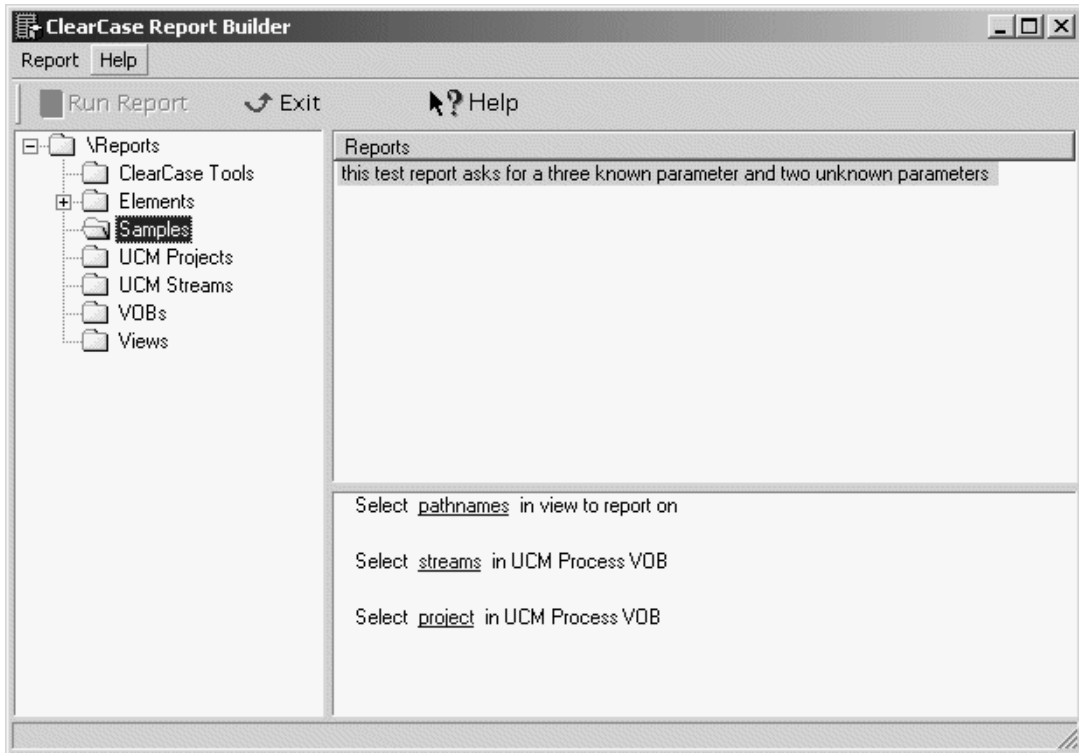 ClearCase Report Builder
Report Help
Run Report Exit Help
\Reports
ClearCase Tools
Elements
Samples
UCM Projects
UCM Streams
VOBs
Views
Reports
this test report asks for a three known parameter and two unknown parameters
Select pathnames in view to report on
Select streams in UCM Process VOB
Select project in UCM Process VOB